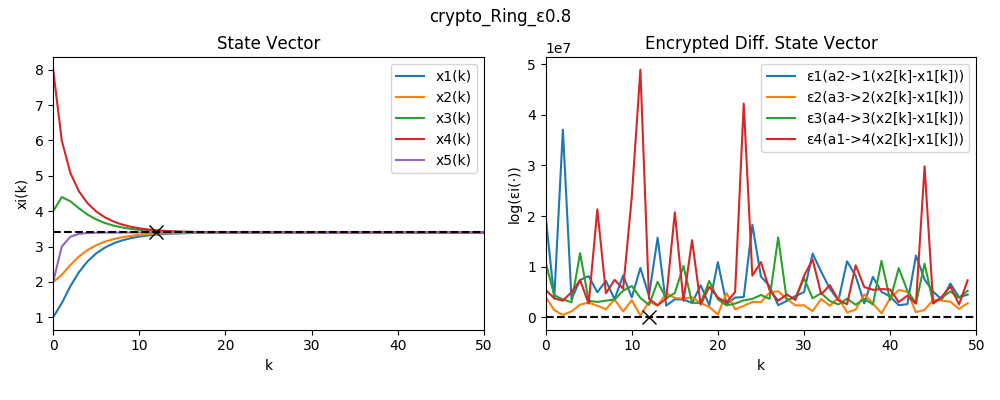 crypto_Ring_ε0.8
State Vector
8
7
6
5
4
3
2
1
0
10
20
30
40
50
xi(k)
k
x1(k)
x2(k)
x3(k)
x4(k)
x5(k)
Encrypted Diff. State Vector
1e7
5
4
3
2
1
0
0
10
20
30
40
50
log(εi(·))
k
ε1(a2->1(x2[k]-x1[k]))
ε2(a3->2(x2[k]-x1[k]))
ε3(a4->3(x2[k]-x1[k]))
ε4(a1->4(x2[k]-x1[k]))